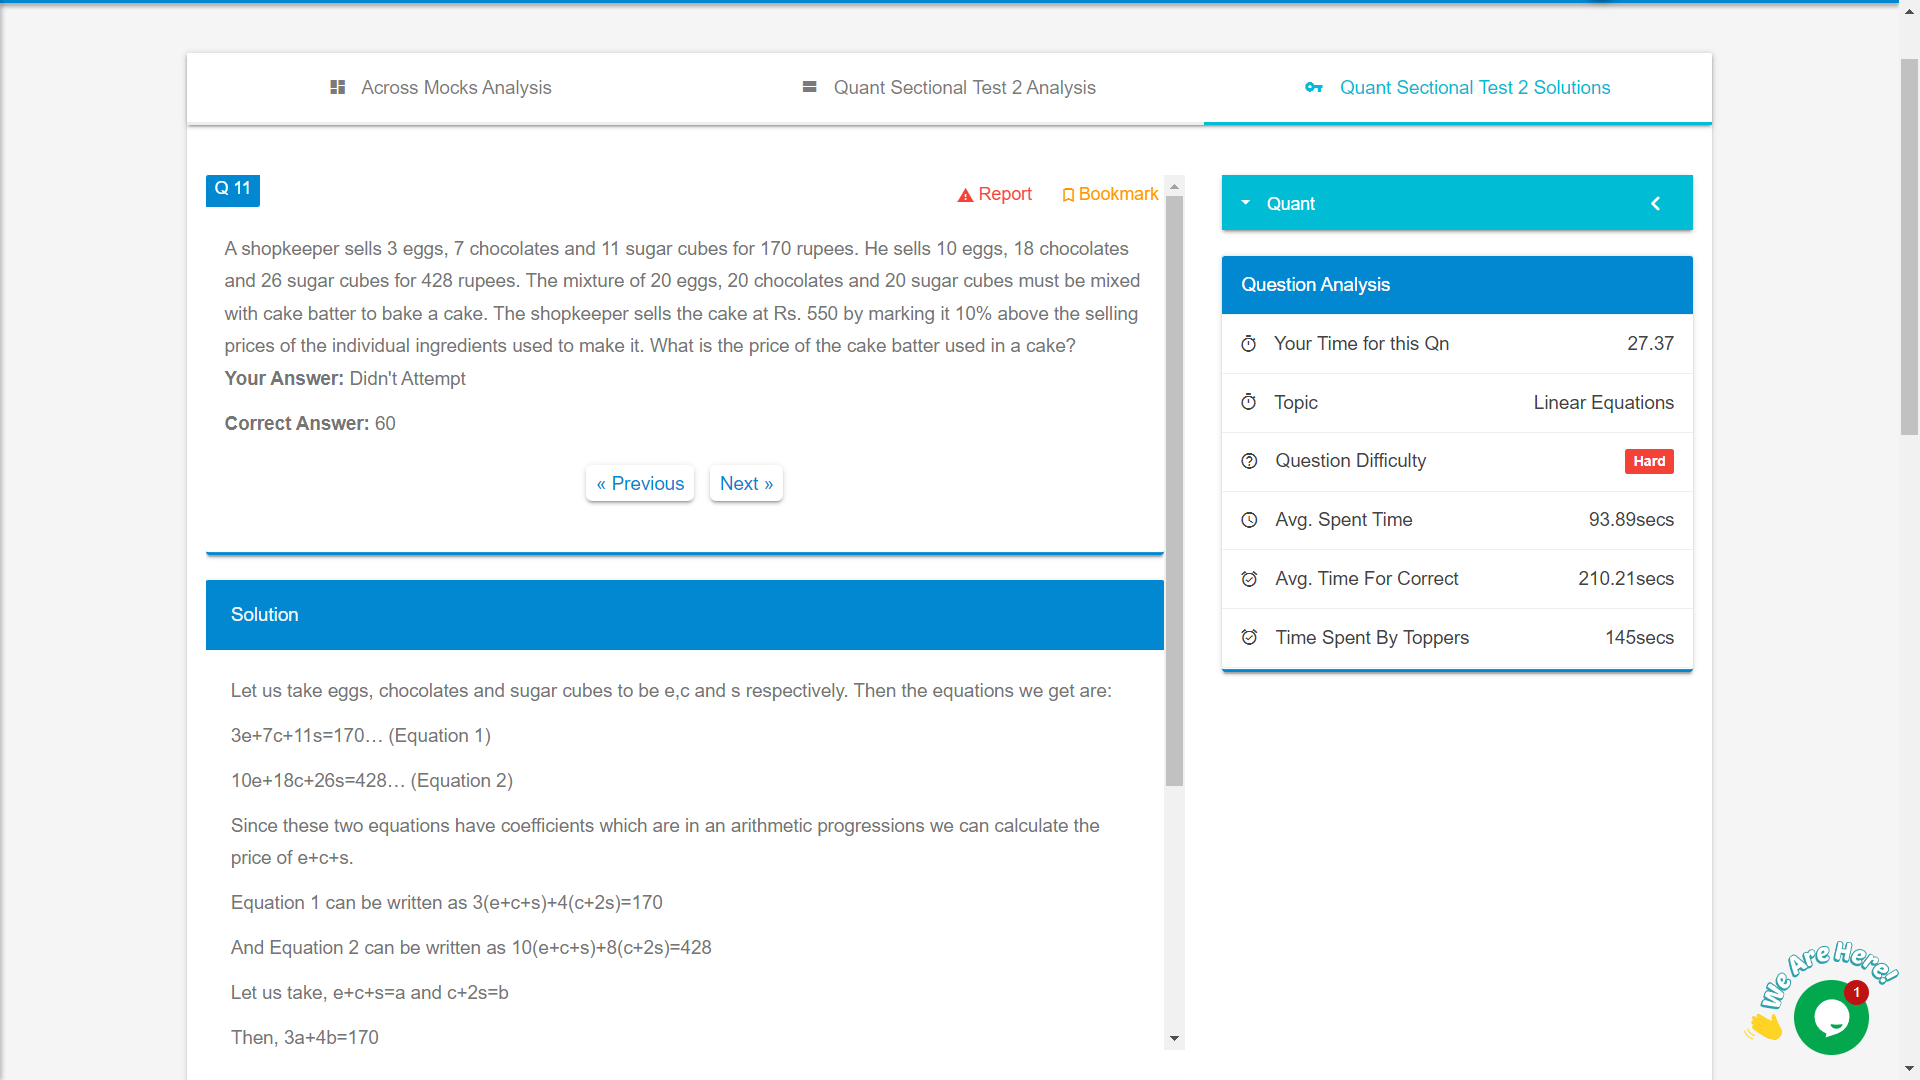 Across Mocks Analysis
Quant Sectional Test 2 Analysis
Quant Sectional Test 2 Solutions
Q 11
Report
Bookmark
A shopkeeper sells 3 eggs, 7 chocolates and 11 sugar cubes for 170 rupees. He sells 10 eggs, 18 chocolates
and 26 sugar cubes for 428 rupees. The mixture of 20 eggs, 20 chocolates and 20 sugar cubes must be mixed
with cake batter to bake a cake. The shopkeeper sells the cake at Rs. 550 by marking it 10% above the selling
prices of the individual ingredients used to make it. What is the price of the cake batter used in a cake?
Your Answer: Didn't Attempt
Correct Answer: 60
« Previous
Next »
Solution
Let us take eggs, chocolates and sugar cubes to be e,c and s respectively. Then the equations we get are:
3e+7c+11s=170… (Equation 1)
10e+18c+26s=428… (Equation 2)
Since these two equations have coefficients which are in an arithmetic progressions we can calculate the
price of e+c+s.
Equation 1 can be written as 3(e+c+s)+4(c+2s)=170
And Equation 2 can be written as 10(e+c+s)+8(c+2s)=428
Let us take, e+c+s=a and c+2s=b
Then, 3a+4b=170
Quant
Question Analysis
Your Time for this Qn 27.37
Topic Linear Equations
Question Difficulty Hard
Avg. Spent Time 93.89secs
Avg. Time For Correct 210.21secs
Time Spent By Toppers 145secs
We Are Here!
1